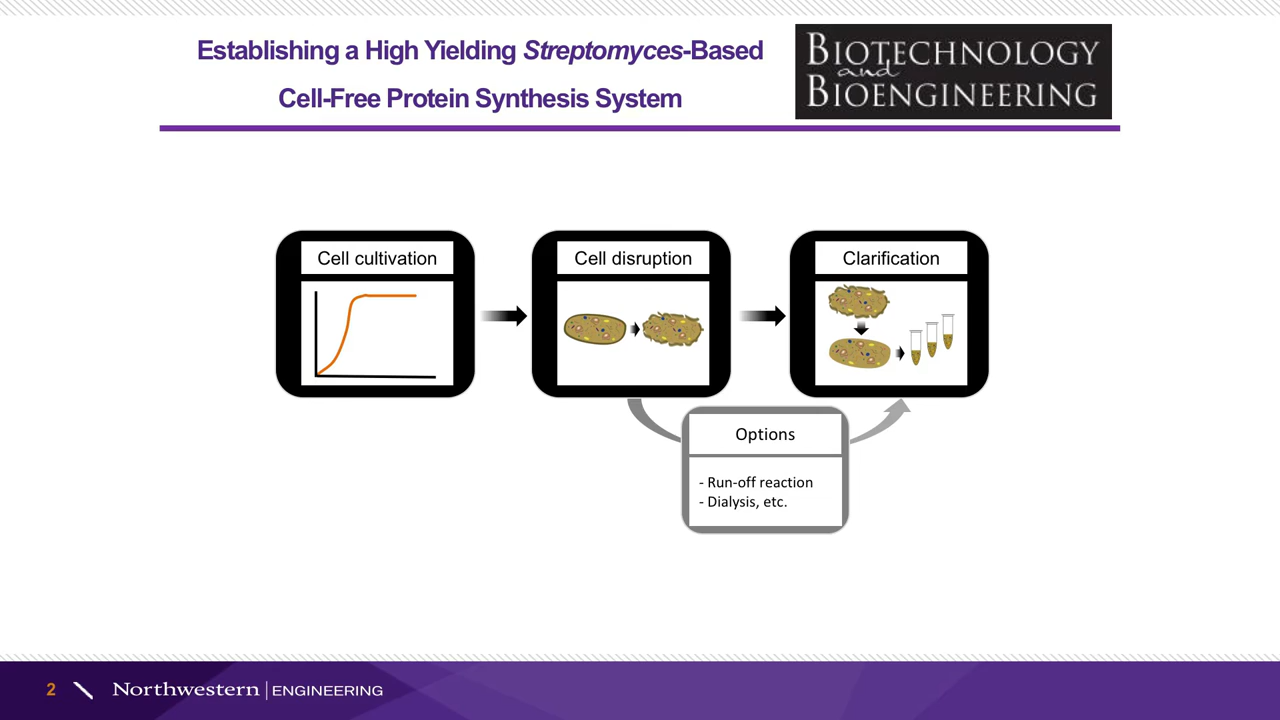 Establishing a High Yielding Streptomyces-Based
Cell-Free Protein Synthesis System
BIOTECHNOLOGY
and
BIOENGINEERING
Cell cultivation
Cell disruption
Clarification
Options
- Run-off reaction
- Dialysis, etc.
2
Northwestern | ENGINEERING